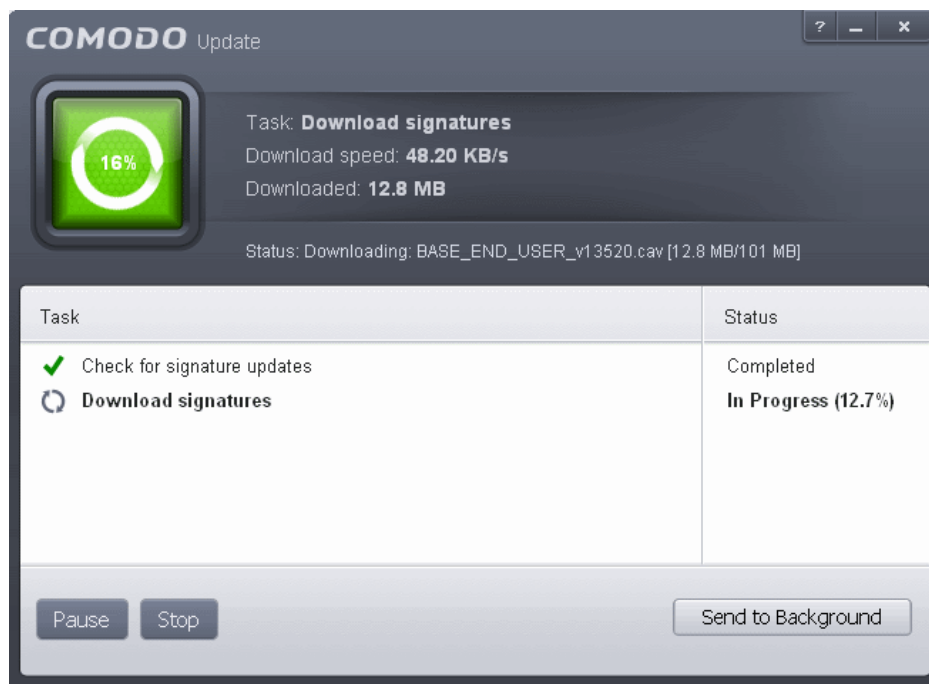 COMODO Update
? _ x
16%
Task: Download signatures
Download speed: 48.20 KB/s
Downloaded: 12.8 MB
Status: Downloading: BASE_END_USER_v13520.cav [12.8 MB/101 MB]
Task Status
Check for signature updates Completed
Download signatures In Progress (12.7%)
Pause Stop Send to Background